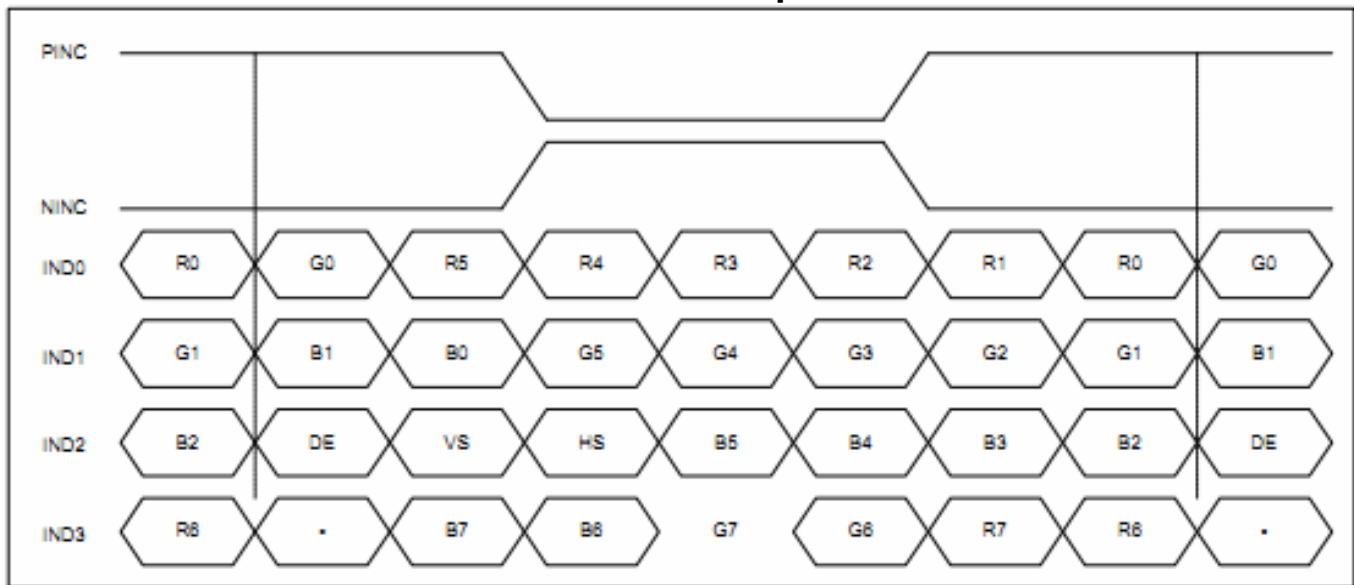 PINC
NINC
IND0 R0 G0 R5 R4 R3 R2 R1 R0 G0
IND1 G1 B1 B0 G5 G4 G3 G2 G1 B1
IND2 B2 DE VS HS B5 B4 B3 B2 DE
IND3 R6 - B7 B6 G7 G6 R7 R6 -